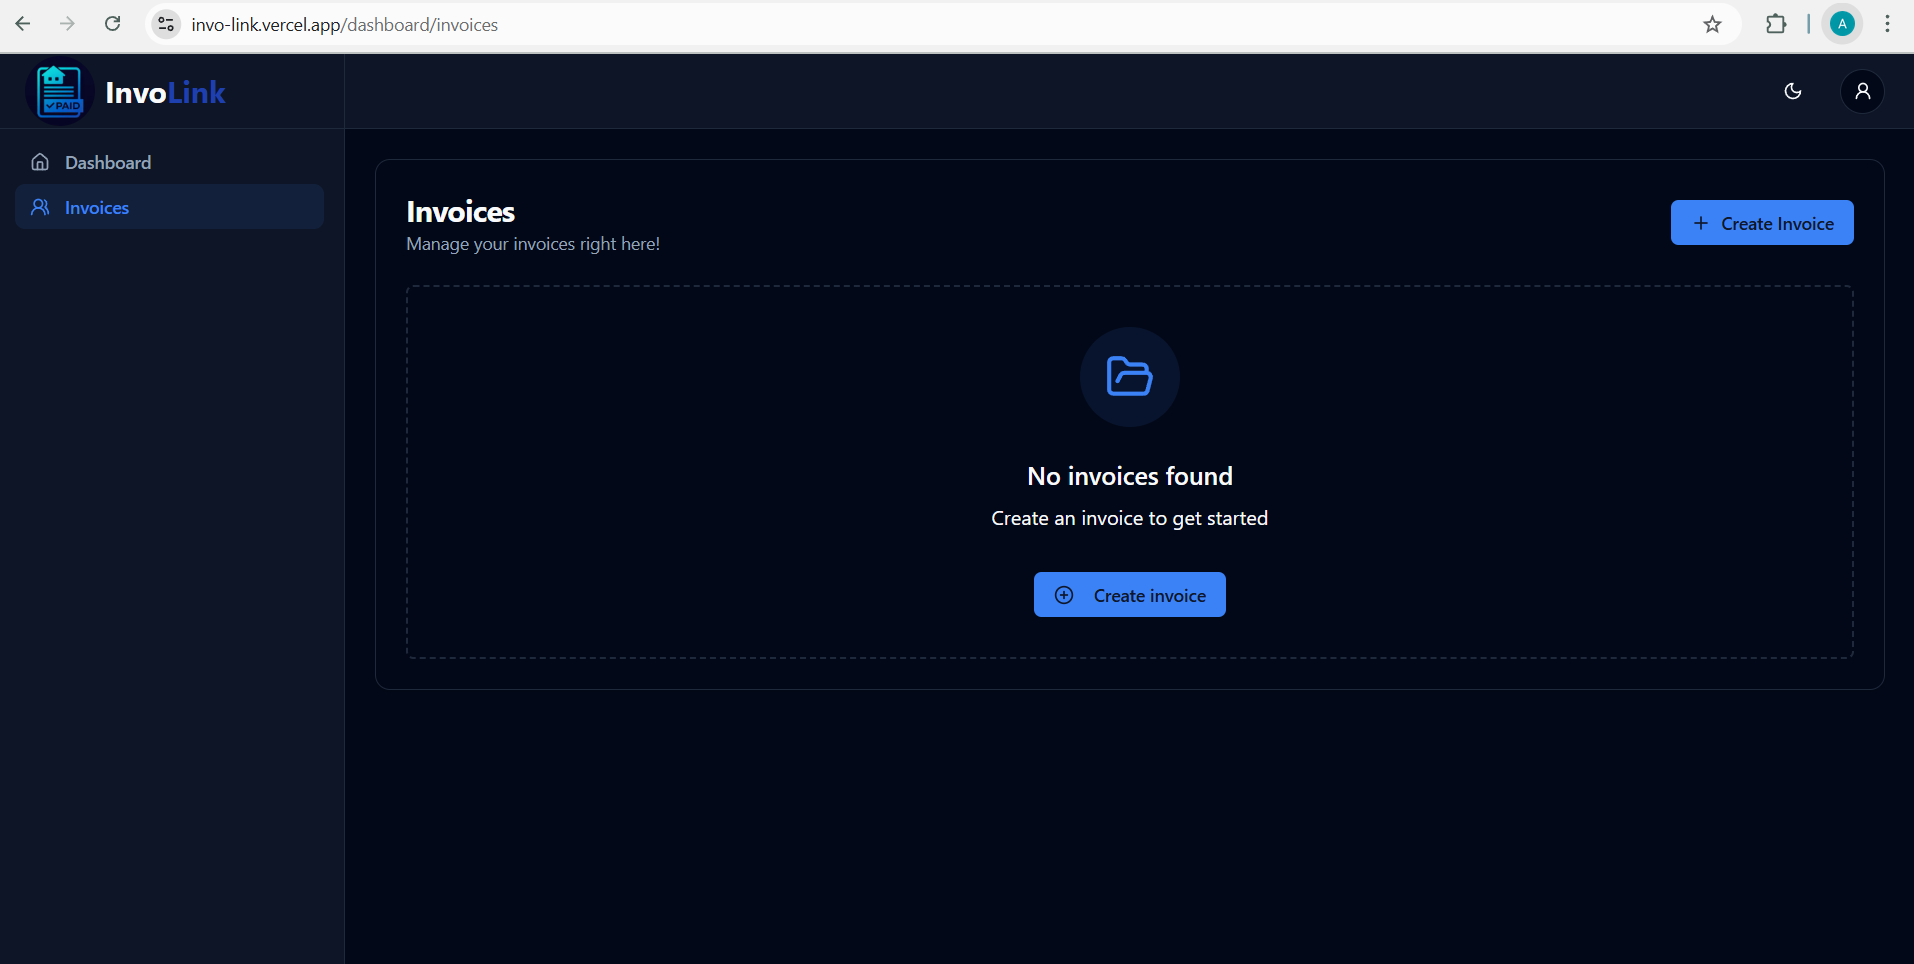 invo-link.vercel.app/dashboard/invoices
A
PAID
InvoLink
Dashboard
Invoices
Invoices
Manage your invoices right here!
Create Invoice
No invoices found
Create an invoice to get started
Create invoice